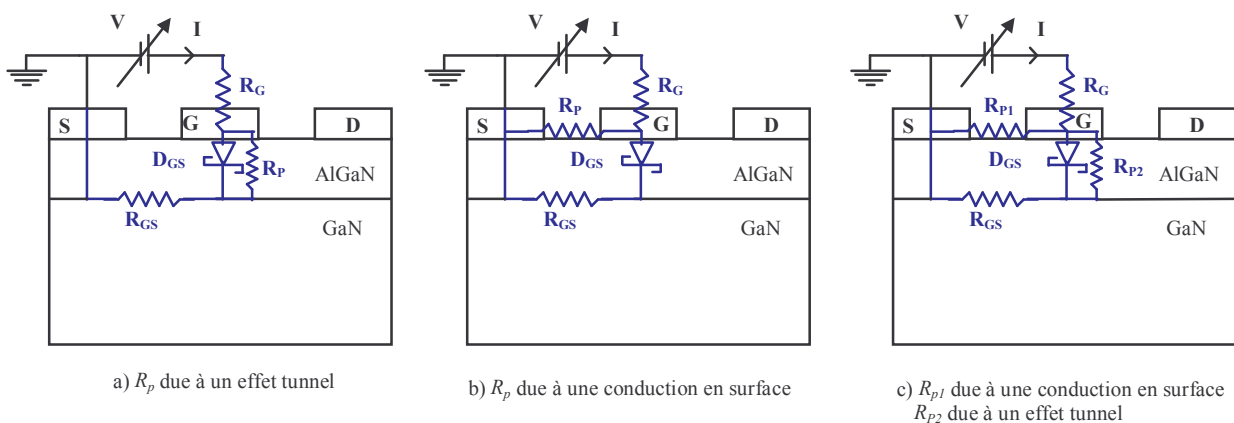 V
I
R_G
S
G
D
D_GS
R_P
AlGaN
R_GS
GaN
a) R_p due à un effet tunnel
V
I
R_G
R_P
S
G
D
D_GS
AlGaN
R_GS
GaN
b) R_p due à une conduction en surface
V
I
R_G
R_P1
S
G
D
D_GS
R_P2
AlGaN
R_GS
GaN
c) R_p1 due à une conduction en surface
R_P2 due à un effet tunnel